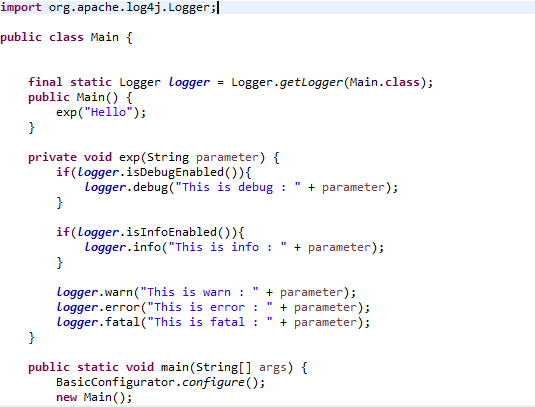 import org.apache.log4j.Logger;
public class Main {
final static Logger logger = Logger.getLogger(Main.class);
public Main() {
exp("Hello");
}
private void exp(String parameter) {
if(logger.isDebugEnabled()){
logger.debug("This is debug : " + parameter);
}
if(logger.isInfoEnabled()){
logger.info("This is info : " + parameter);
}
logger.warn("This is warn : " + parameter);
logger.error("This is error : " + parameter);
logger.fatal("This is fatal : " + parameter);
}
public static void main(String[] args) {
BasicConfigurator.configure();
new Main();